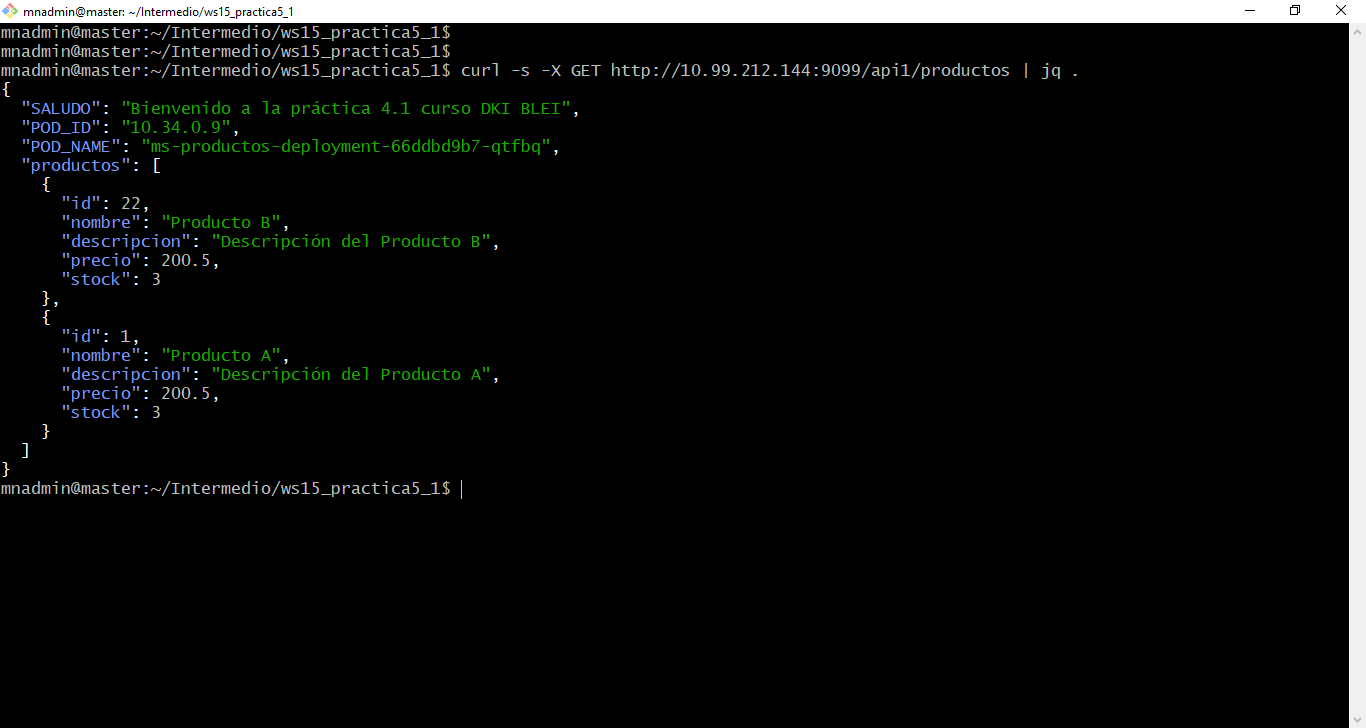 mnadmin@master: ~/Intermedio/ws15_practica5_1
mnadmin@master:~/Intermedio/ws15_practica5_1$
mnadmin@master:~/Intermedio/ws15_practica5_1$
mnadmin@master:~/Intermedio/ws15_practica5_1$ curl -s -X GET http://10.99.212.144:9099/api1/productos | jq .
{
  "SALUDO": "Bienvenido a la práctica 4.1 curso DKI BLEI",
  "POD_ID": "10.34.0.9",
  "POD_NAME": "ms-productos-deployment-66ddbd9b7-qtfbq",
  "productos": [
    {
      "id": 22,
      "nombre": "Producto B",
      "descripcion": "Descripción del Producto B",
      "precio": 200.5,
      "stock": 3
    },
    {
      "id": 1,
      "nombre": "Producto A",
      "descripcion": "Descripción del Producto A",
      "precio": 200.5,
      "stock": 3
    }
  ]
}
mnadmin@master:~/Intermedio/ws15_practica5_1$